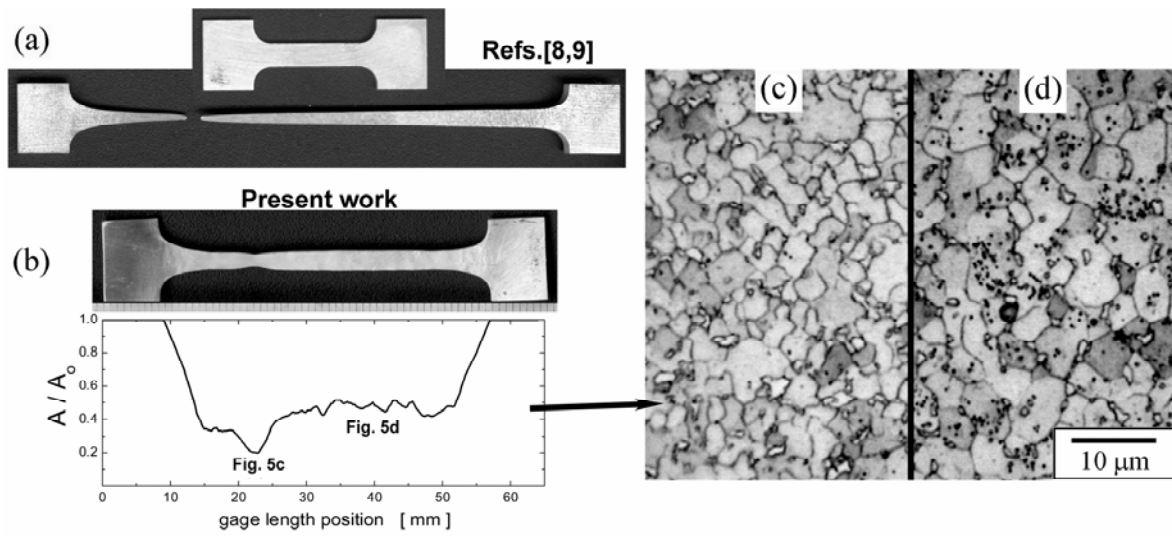 (a)
Refs.[8,9]
Present work
(b)
1.0
0.8
0.6
0.4
0.2
A / Ao
Fig. 5c
Fig. 5d
0 10 20 30 40 50 60
gage length position [ mm ]
(c)
(d)
10 μm